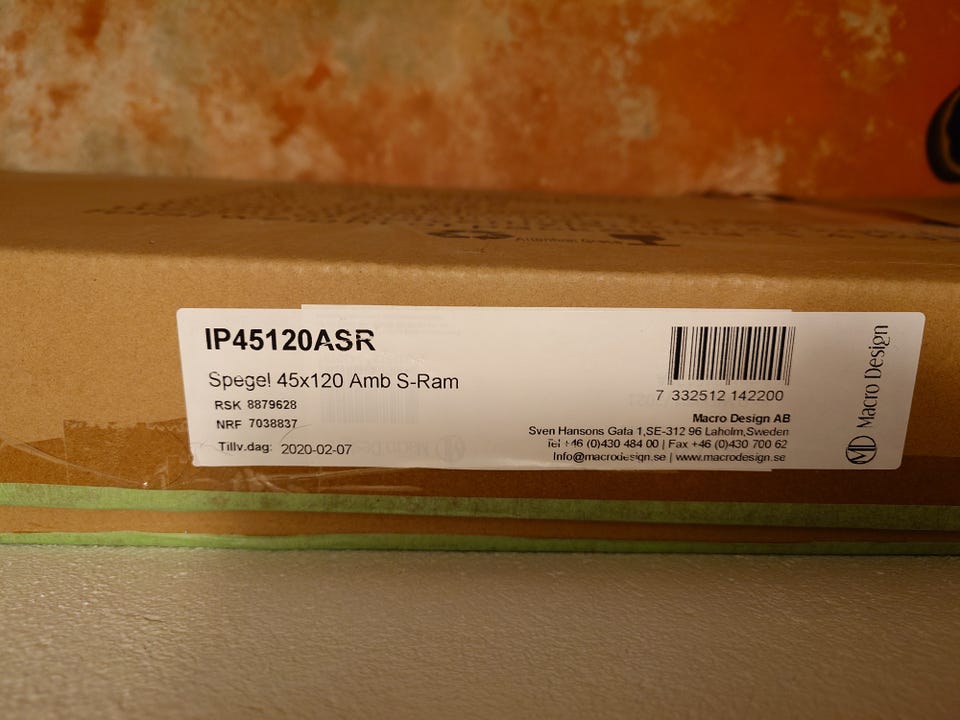 IP45120ASR
Spegel 45x120 Amb S-Ram
RSK 8879628
NRF 7038837
Tillv.dag: 2020-02-07
7 332512 142200
Macro Design AB
Sven Hansons Gata 1,SE-312 96 Laholm,Sweden
Tel +46 (0)430 484 00 | Fax +46 (0)430 700 62
Info@macrodesign.se | www.macrodesign.se
MD Macro Design